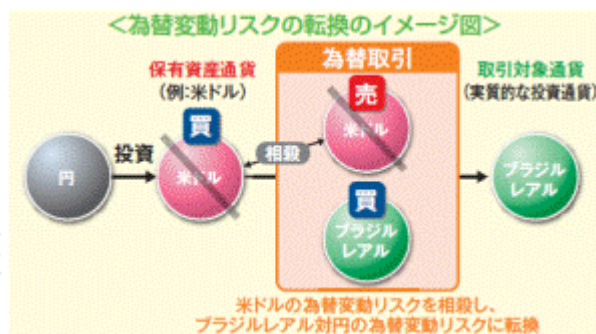 <為替変動リスクの転換のイメージ図>
保有資産通貨
(例:米ドル)
為替取引
取引対象通貨
(実質的な投資通貨)
買
売
米ドル
相殺
投資
円
米ドル
買
ブラジル
レアル
ブラジル
レアル
米ドルの為替変動リスクを相殺し、
ブラジルレアル対円の為替変動リスクに転換